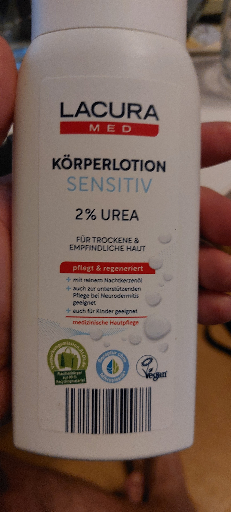 LACURA
MED
KÖRPERLOTION
SENSITIV
2% UREA
FÜR TROCKENE &
EMPFINDLICHE HAUT
pflegt & regeneriert
+ mit reinem Nachtkerzenöl
+ auch zur unterstützenden
Pflege bei Neurodermitis
geeignet
+ auch für Kinder geeignet
medizinische Hautpflege
Vegan